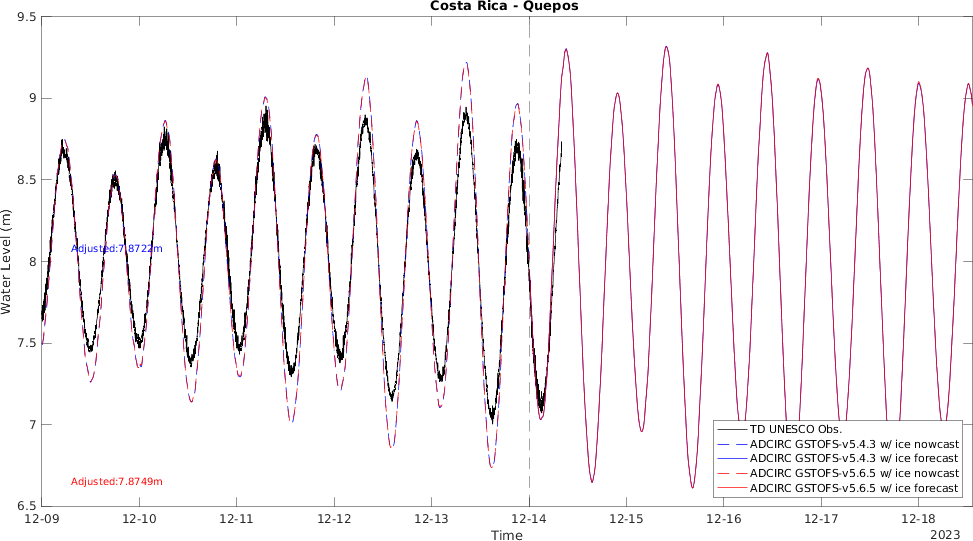 Costa Rica - Quepos
9.5
9
8.5
8
7.5
7
6.5
Water Level (m)
Adjusted:7.8722m
Adjusted:7.8749m
TD UNESCO Obs.
ADCIRC GSTOFS-v5.4.3 w/ ice nowcast
ADCIRC GSTOFS-v5.4.3 w/ ice forecast
ADCIRC GSTOFS-v5.6.5 w/ ice nowcast
ADCIRC GSTOFS-v5.6.5 w/ ice forecast
12-09 12-10 12-11 12-12 12-13 12-14 12-15 12-16 12-17 12-18
Time
2023